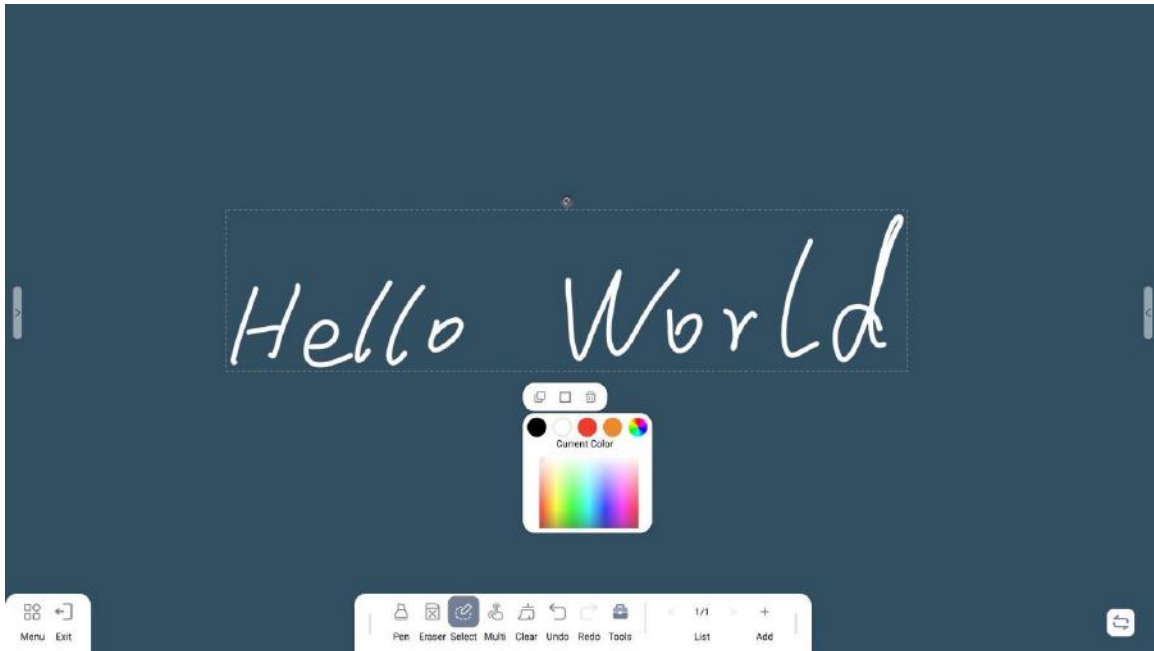 Hello World
Current Color
Menu Exit
Pen Eraser Select Multi Clear Undo Redo Tools < 1/1 > List + Add